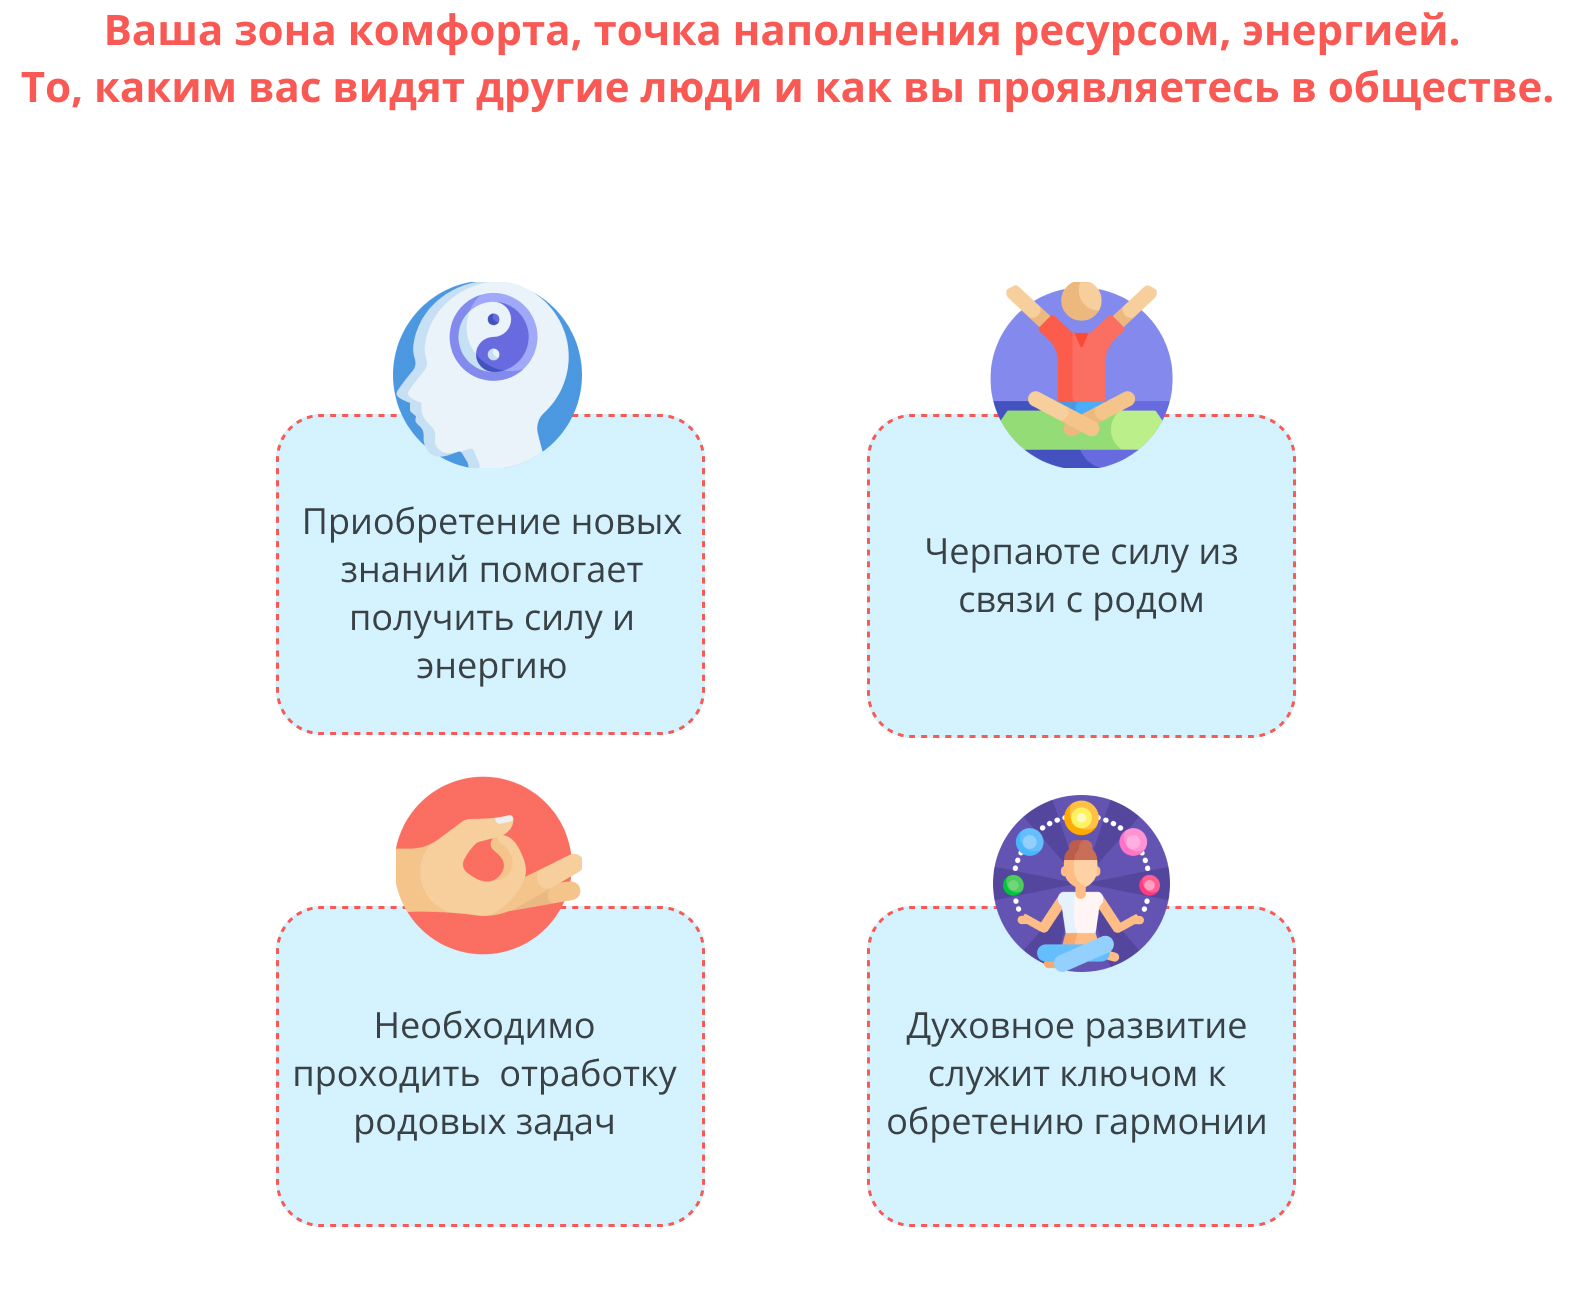 Ваша зона комфорта, точка наполнения ресурсом, энергией.
То, каким вас видят другие люди и как вы проявляетесь в обществе.
Приобретение новых
знаний помогает
получить силу и
энергию
Черпаюте силу из
связи с родом
Необходимо
проходить  отработку
родовых задач
Духовное развитие
служит ключом к
обретению гармонии